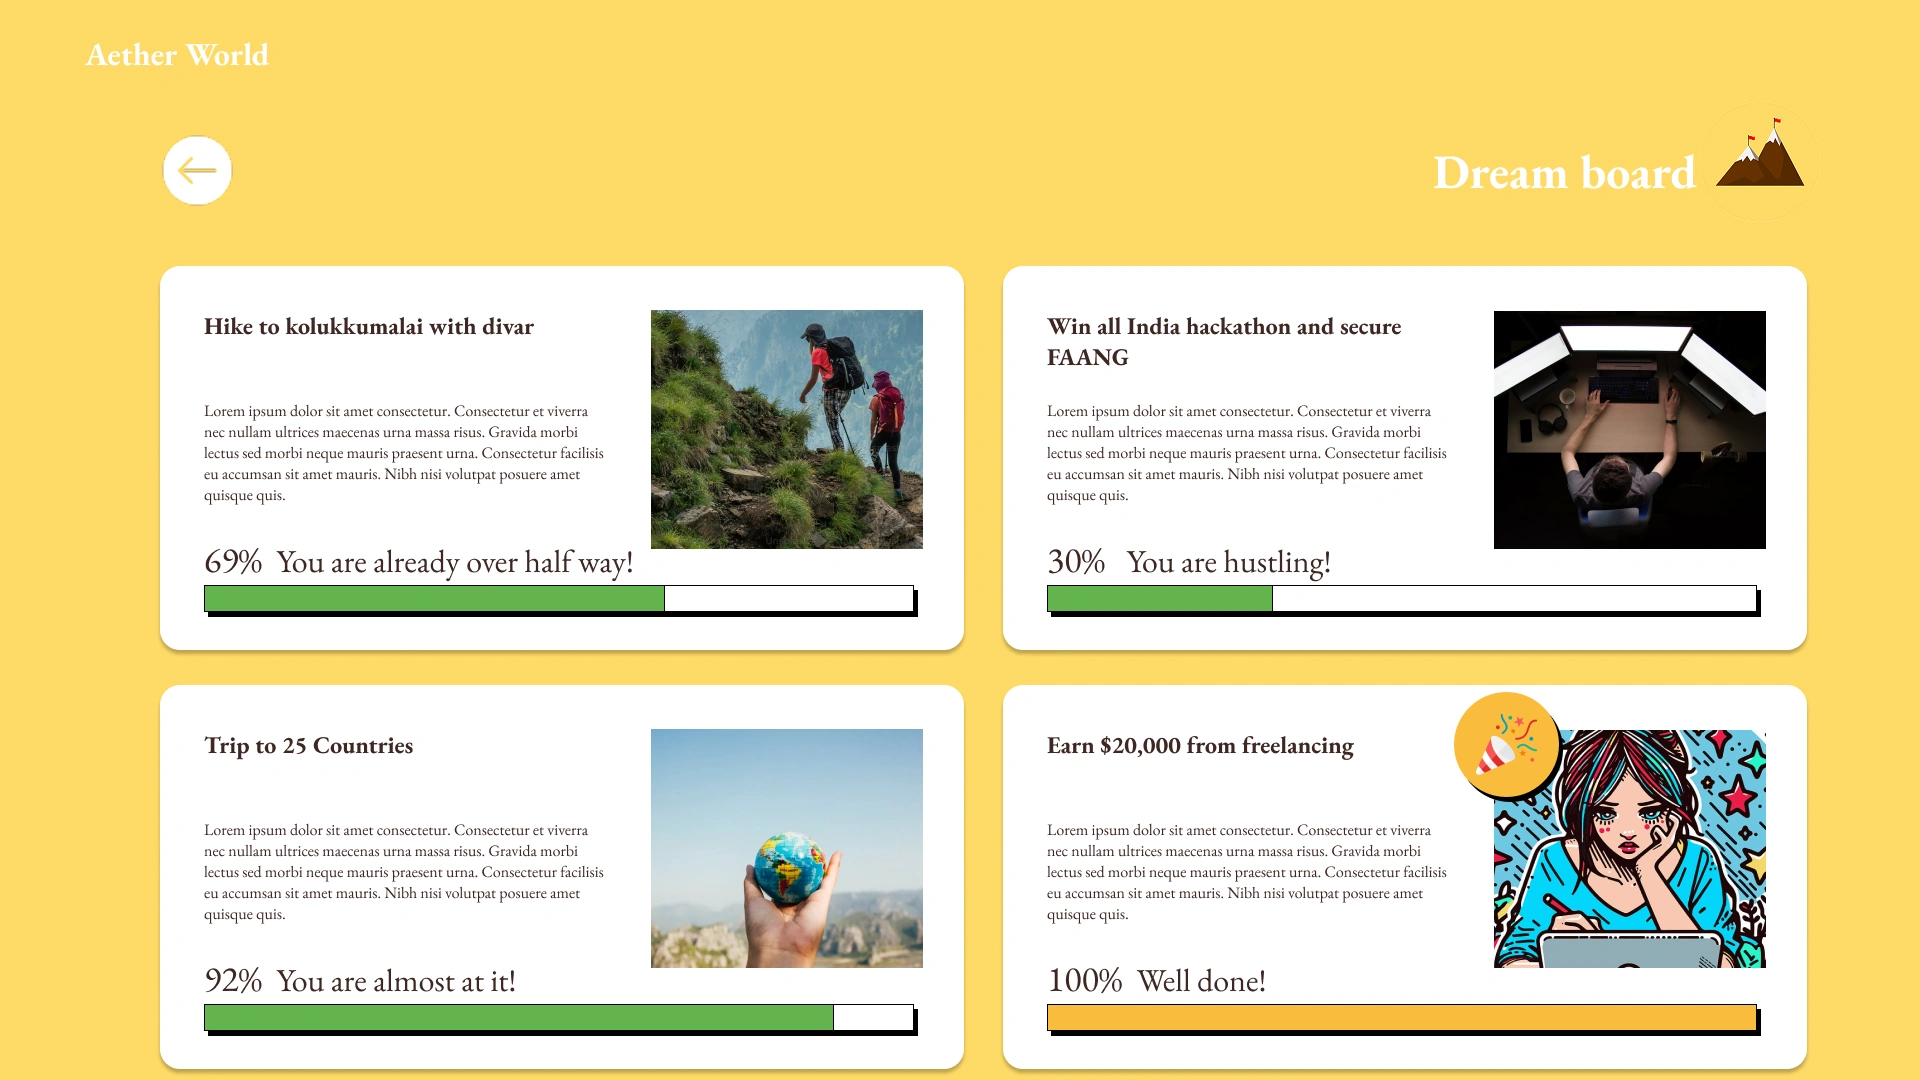 Aether World
Dream board
Hike to kolukkumalai with divar
Lorem ipsum dolor sit amet consectetur. Consectetur et viverra
nec nullam ultrices maecenas urna massa risus. Gravida morbi
lectus sed morbi neque mauris praesent urna. Consectetur facilisis
eu accumsan sit amet mauris. Nibh nisi volutpat posuere amet
quisque quis.
69% You are already over half way!
Win all India hackathon and secure
FAANG
Lorem ipsum dolor sit amet consectetur. Consectetur et viverra
nec nullam ultrices maecenas urna massa risus. Gravida morbi
lectus sed morbi neque mauris praesent urna. Consectetur facilisis
eu accumsan sit amet mauris. Nibh nisi volutpat posuere amet
quisque quis.
30% You are hustling!
Trip to 25 Countries
Lorem ipsum dolor sit amet consectetur. Consectetur et viverra
nec nullam ultrices maecenas urna massa risus. Gravida morbi
lectus sed morbi neque mauris praesent urna. Consectetur facilisis
eu accumsan sit amet mauris. Nibh nisi volutpat posuere amet
quisque quis.
92% You are almost at it!
Earn $20,000 from freelancing
Lorem ipsum dolor sit amet consectetur. Consectetur et viverra
nec nullam ultrices maecenas urna massa risus. Gravida morbi
lectus sed morbi neque mauris praesent urna. Consectetur facilisis
eu accumsan sit amet mauris. Nibh nisi volutpat posuere amet
quisque quis.
100% Well done!